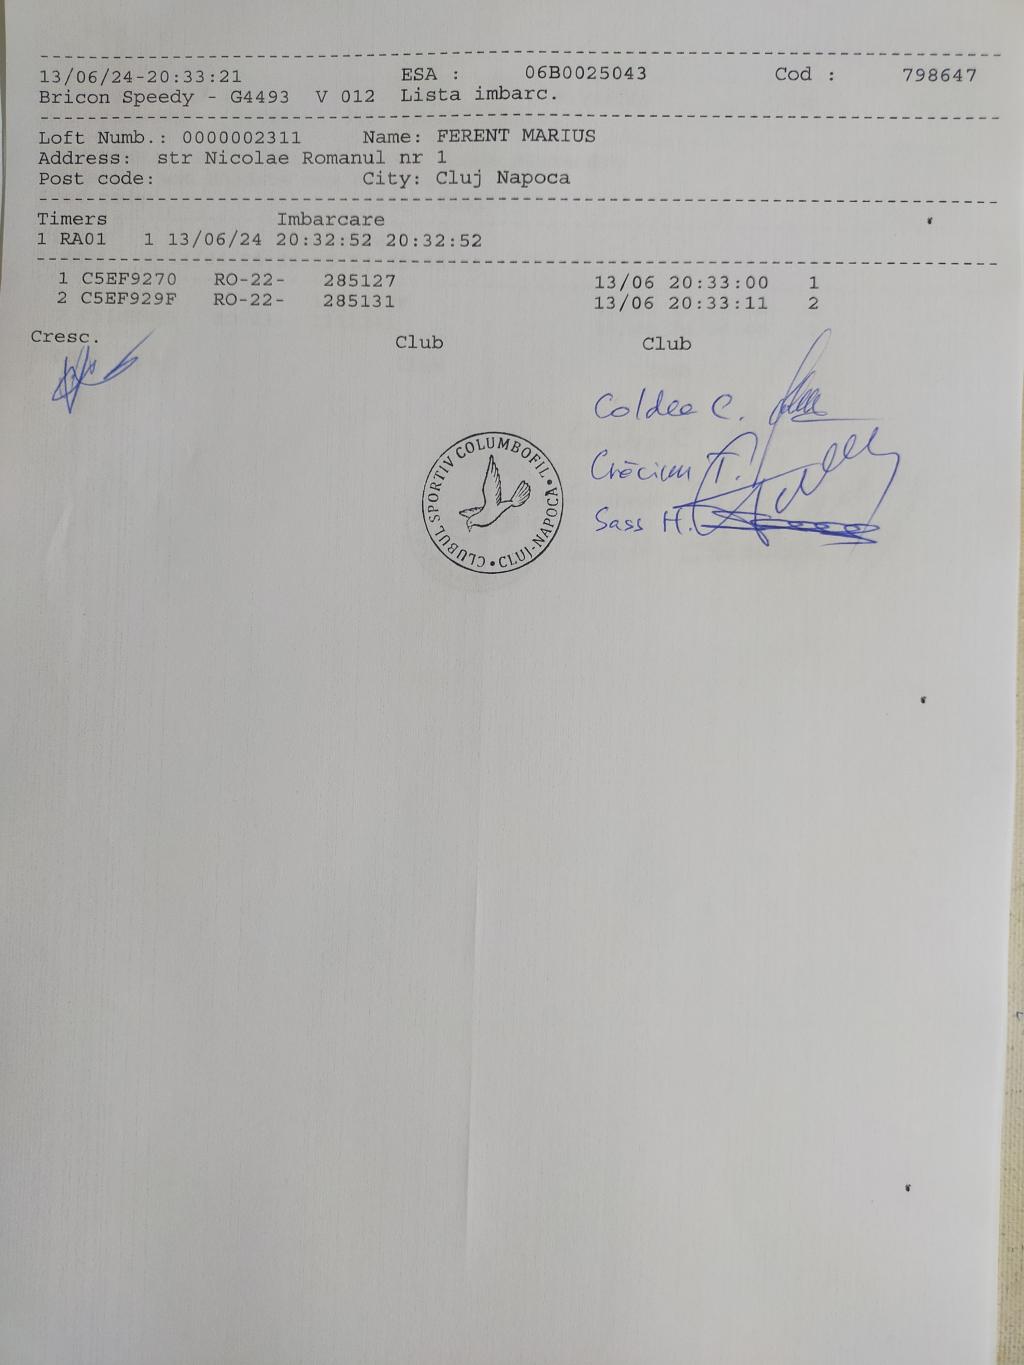 13/06/24-20:33:21 ESA : 06B0025043 Cod : 798647
Bricon Speedy - G4493 V 012 Lista imbarc.
Loft Numb.: 0000002311 Name: FERENT MARIUS
Address: str Nicolae Romanul nr 1
Post code: City: Cluj Napoca
Timers Imbarcare
1 RA01 1 13/06/24 20:32:52 20:32:52
1 C5EF9270 RO-22- 285127 13/06 20:33:00 1
2 C5EF929F RO-22- 285131 13/06 20:33:11 2
Cresc. Club Club
Coldea C.
T.
Sass H.
CLUBUL SPORTIV COLUMBOFIL • CLUJ-NAPOCA •